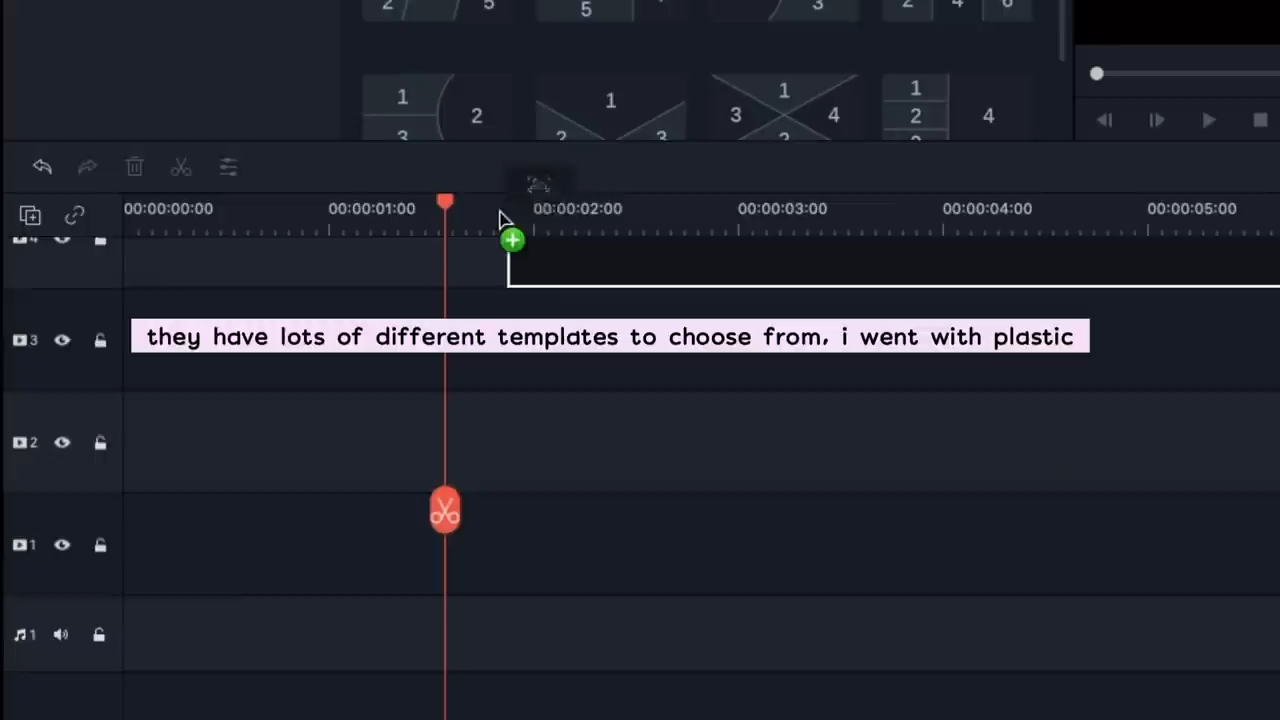 2 5 5 3 2 4 6
1 2 3
1 2 3
1 3 4 2
1 2 4
00:00:00:00 00:00:01:00 00:00:02:00 00:00:03:00 00:00:04:00 00:00:05:00
4
3
they have lots of different templates to choose from, i went with plastic
2
1
1